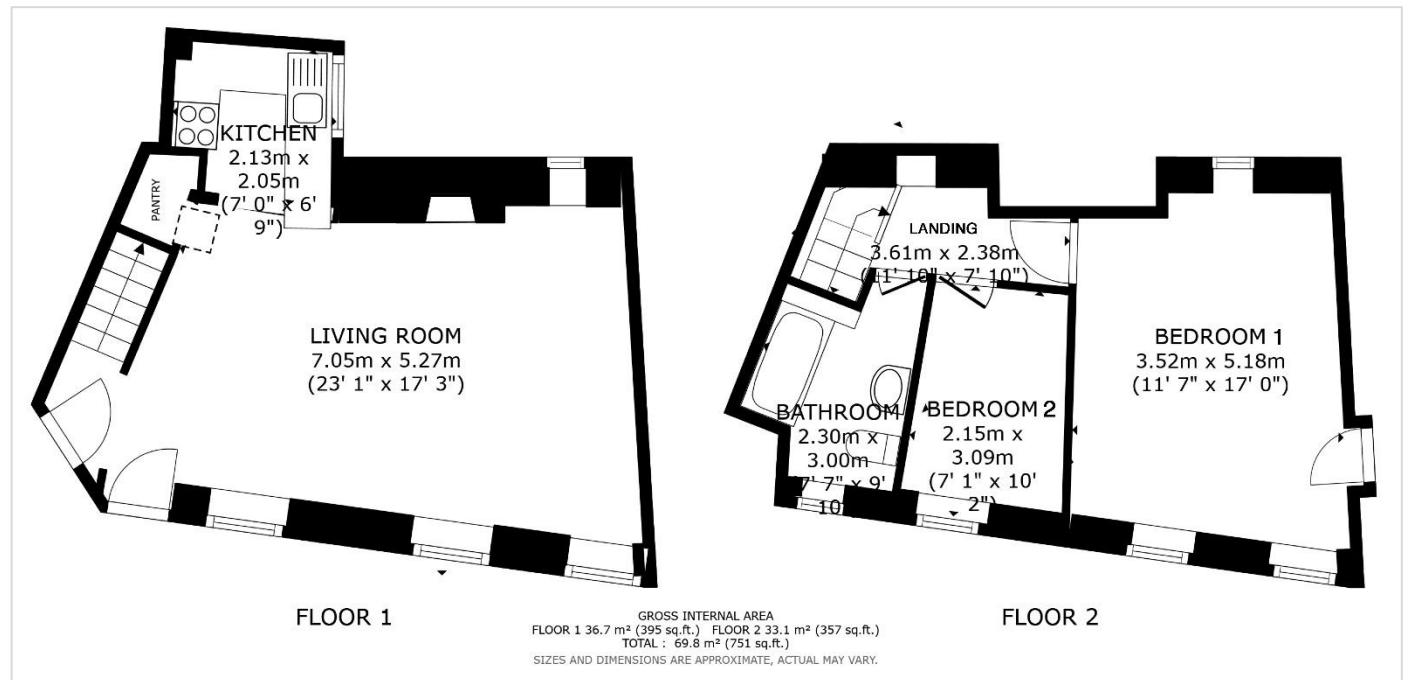 KITCHEN
2.13m x
2.05m
(7' 0" x 6'
9")
PANTRY
LIVING ROOM
7.05m x 5.27m
(23' 1" x 17' 3")
LANDING
3.61m x 2.38m
(11' 10" x 7' 10")
BEDROOM 1
3.52m x 5.18m
(11' 7" x 17' 0")
BATHROOM
2.30m x
3.00m
(7' 7" x 9'
10")
BEDROOM 2
2.15m x
3.09m
(7' 1" x 10'
2")
FLOOR 1
FLOOR 2
GROSS INTERNAL AREA
FLOOR 1 36.7 m² (395 sq.ft.) FLOOR 2 33.1 m² (357 sq.ft.)
TOTAL : 69.8 m² (751 sq.ft.)
SIZES AND DIMENSIONS ARE APPROXIMATE, ACTUAL MAY VARY.